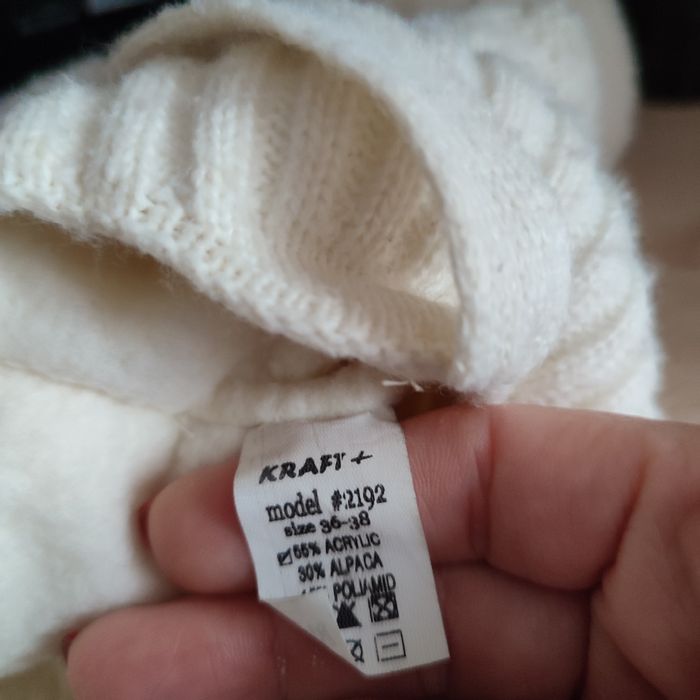 KRAFT+
model #2192
size 36-38
55% ACRYLIC
30% ALPACA
POLIAMID